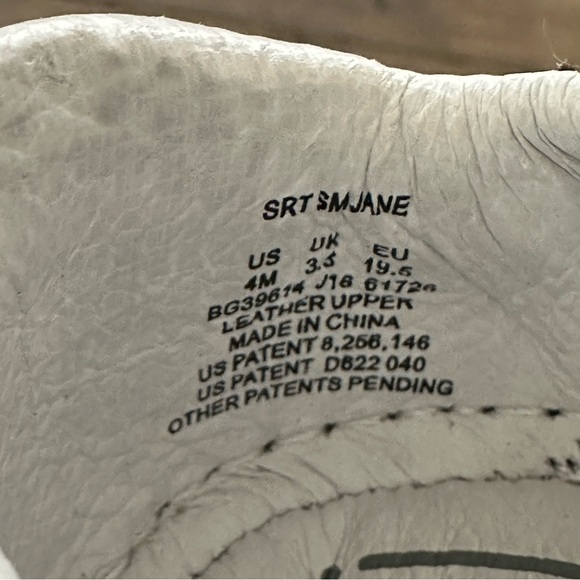 SRT SMJANE
US UK EU
4M 3.5 19.5
BG39614 J16 61726
LEATHER UPPER
MADE IN CHINA
US PATENT 8,256,146
US PATENT D622 040
OTHER PATENTS PENDING